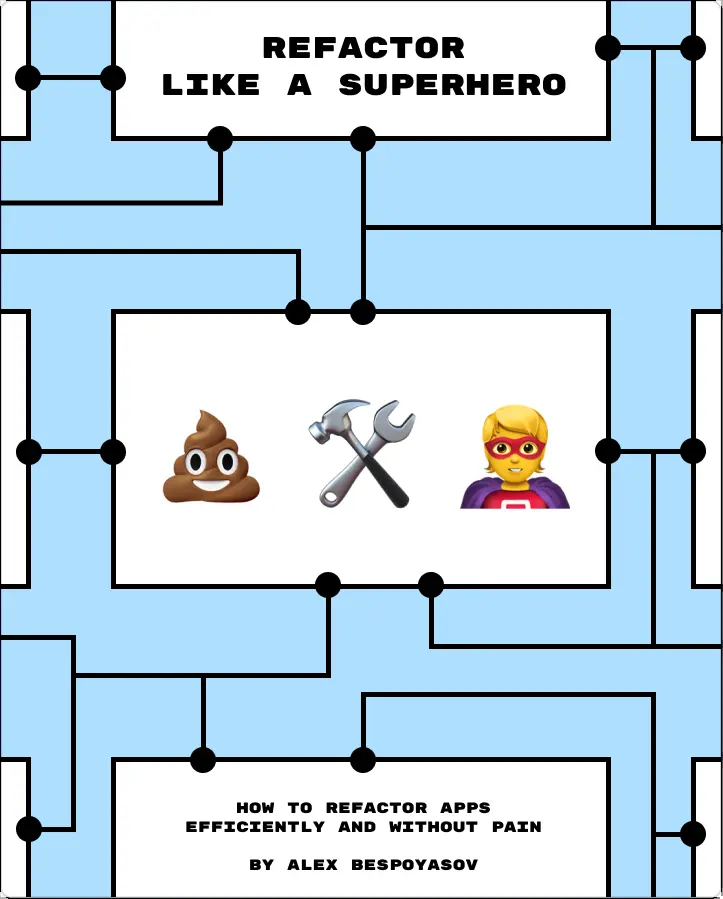 REFACTOR
LIKE A SUPERHERO
HOW TO REFACTOR APPS
EFFICIENTLY AND WITHOUT PAIN
BY ALEX BESPOYASOV